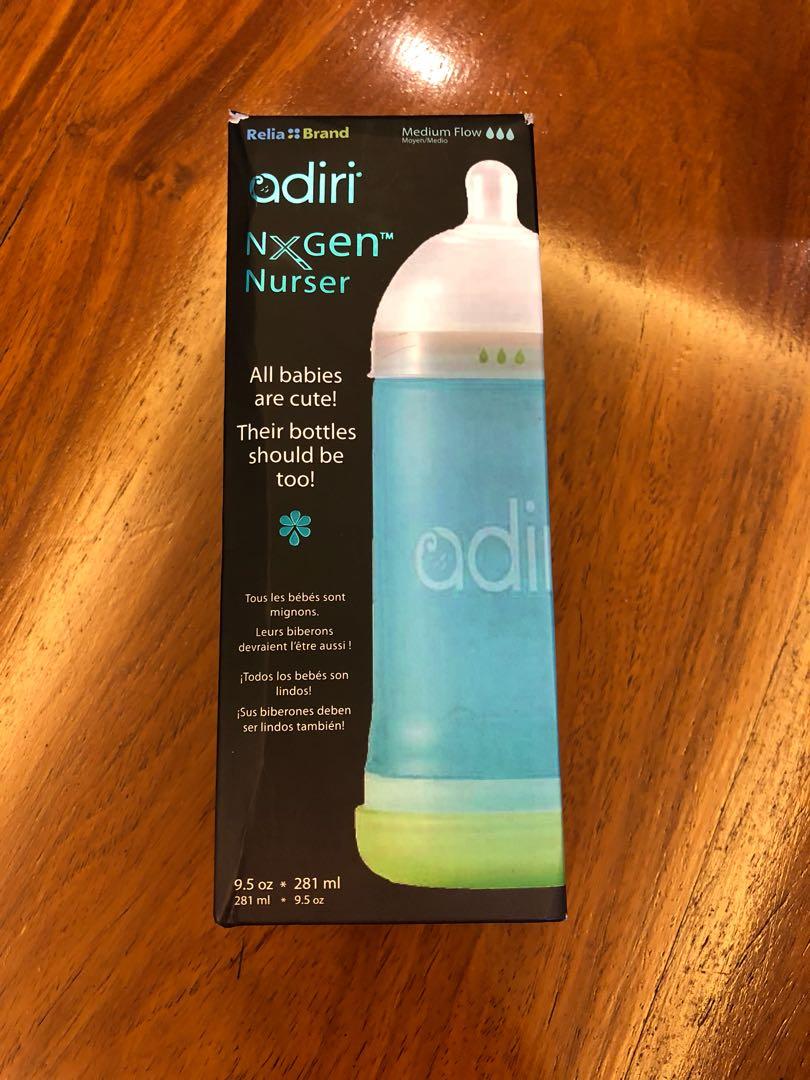 Relia Brand
Medium Flow
Moyen/Medio
adiri
NxGen™
Nurser
All babies
are cute!
Their bottles
should be
too!
adi
Tous les bébés sont
mignons.
Leurs biberons
devraient l'être aussi !
¡Todos los bebés son
lindos!
¡Sus biberones deben
ser lindos también!
9.5 oz * 281 ml
281 ml * 9.5 oz